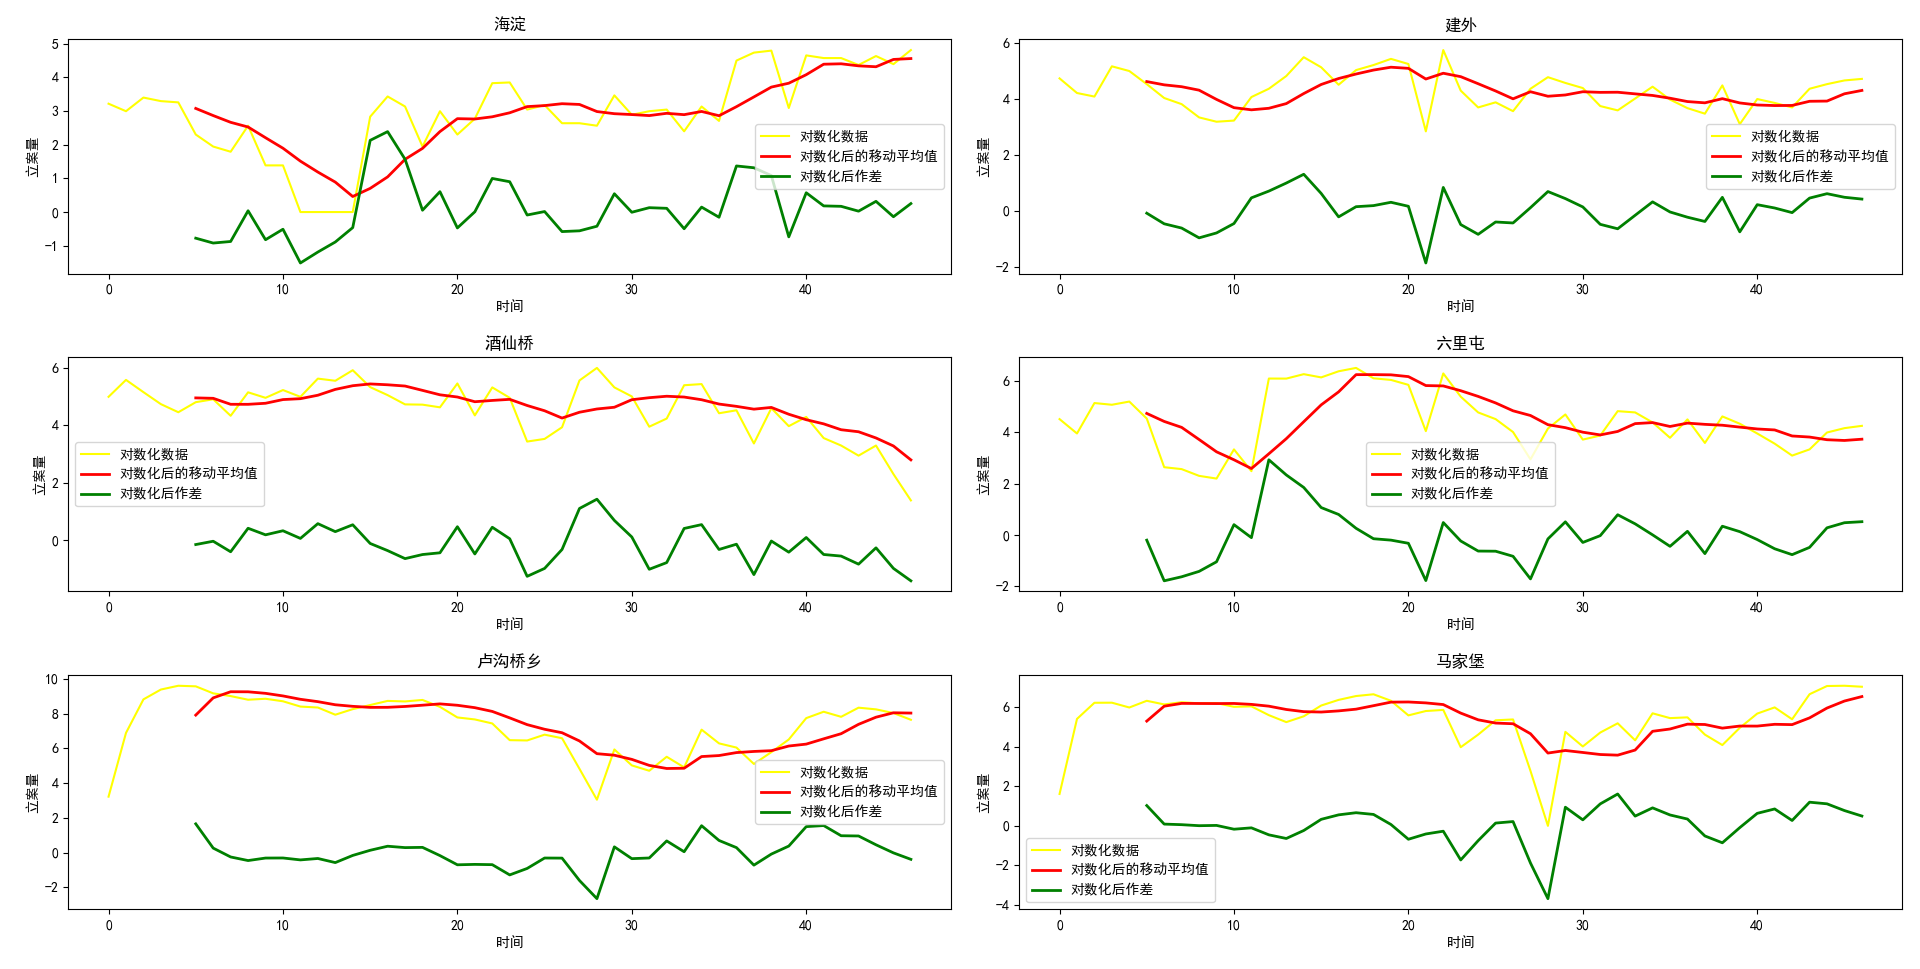 海淀
5
4
3
2
1
0
−1
立案量
对数化数据
对数化后的移动平均值
对数化后作差
0 10 20 30 40
时间
建外
6
4
2
0
−2
立案量
对数化数据
对数化后的移动平均值
对数化后作差
0 10 20 30 40
时间
酒仙桥
6
4
2
0
立案量
对数化数据
对数化后的移动平均值
对数化后作差
0 10 20 30 40
时间
六里屯
6
4
2
0
−2
立案量
对数化数据
对数化后的移动平均值
对数化后作差
0 10 20 30 40
时间
卢沟桥乡
10
8
6
4
2
0
−2
立案量
对数化数据
对数化后的移动平均值
对数化后作差
0 10 20 30 40
时间
马家堡
6
4
2
0
−2
−4
立案量
对数化数据
对数化后的移动平均值
对数化后作差
0 10 20 30 40
时间